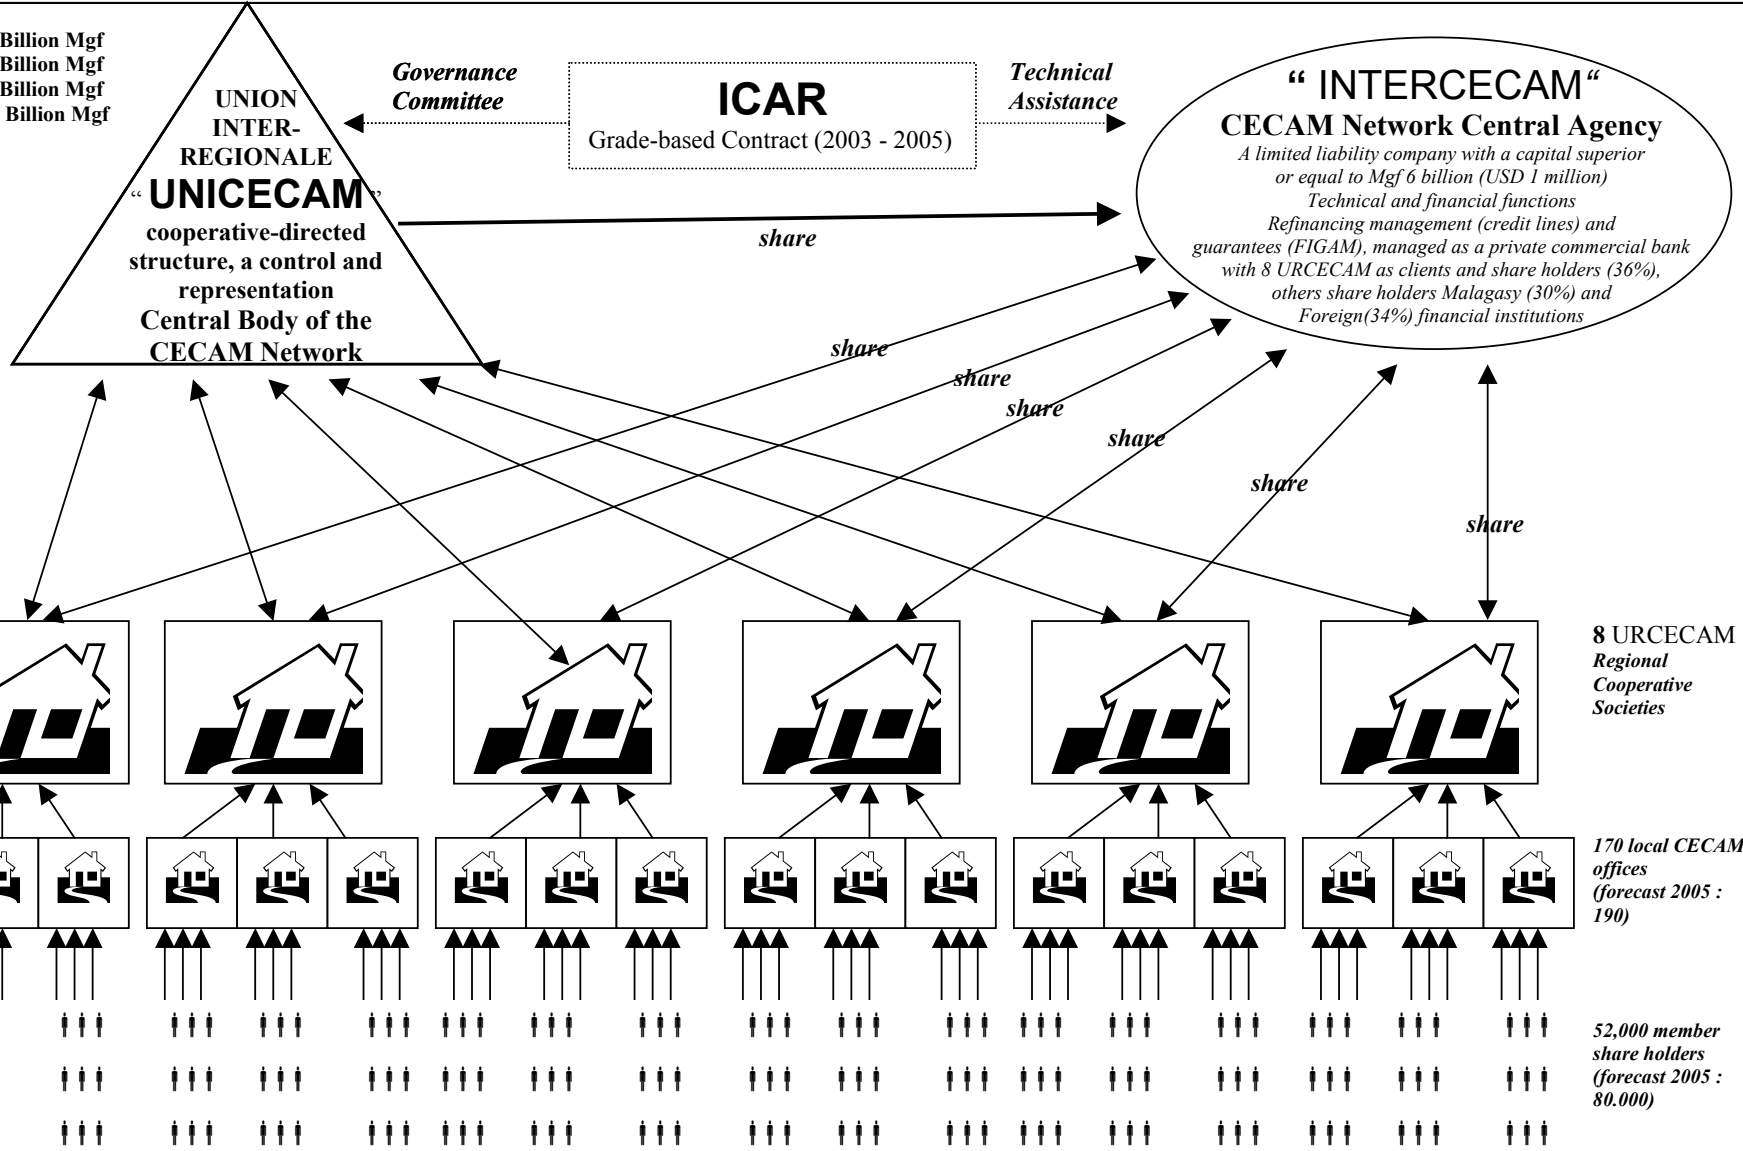 Billion Mgf
Billion Mgf
Billion Mgf
Billion Mgf
UNION
INTER-
REGIONALE
“ UNICECAM ”
cooperative-directed
structure, a control and
representation
Central Body of the
CECAM Network
Governance
Committee
ICAR
Grade-based Contract (2003 - 2005)
Technical
Assistance
“ INTERCECAM“
CECAM Network Central Agency
A limited liability company with a capital superior
or equal to Mgf 6 billion (USD 1 million)
Technical and financial functions
Refinancing management (credit lines) and
guarantees (FIGAM), managed as a private commercial bank
with 8 URCECAM as clients and share holders (36%),
others share holders Malagasy (30%) and
Foreign(34%) financial institutions
share
share
share
share
share
share
share
8 URCECAM
Regional
Cooperative
Societies
170 local CECAM
offices
(forecast 2005 :
190)
52,000 member
share holders
(forecast 2005 :
80.000)